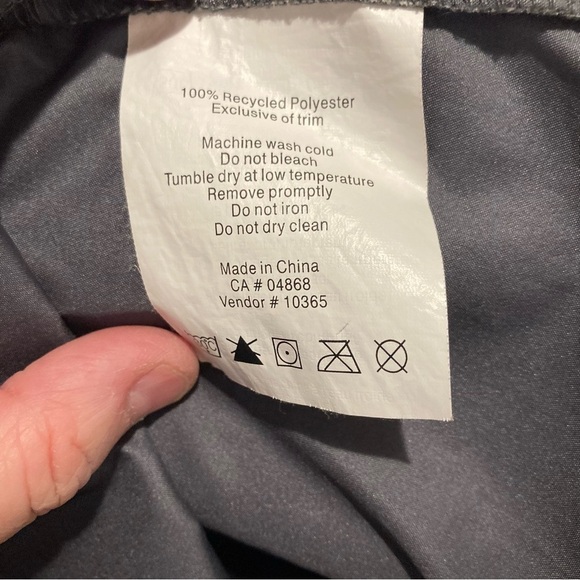 100% Recycled Polyester
Exclusive of trim
Machine wash cold
Do not bleach
Tumble dry at low temperature
Remove promptly
Do not iron
Do not dry clean
Made in China
CA # 04868
Vendor # 10365